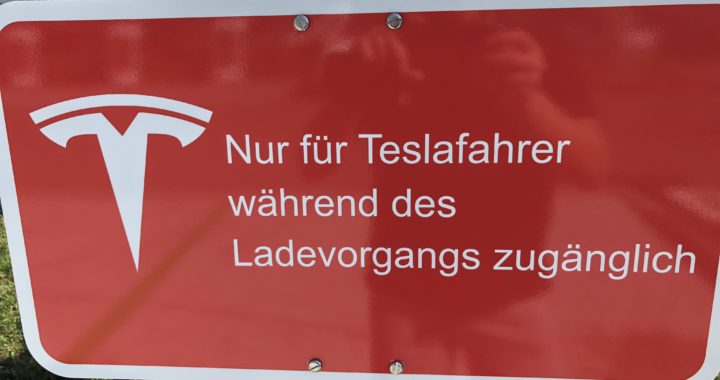 Nur für Teslafahrer
während des
Ladevorgangs zugänglich